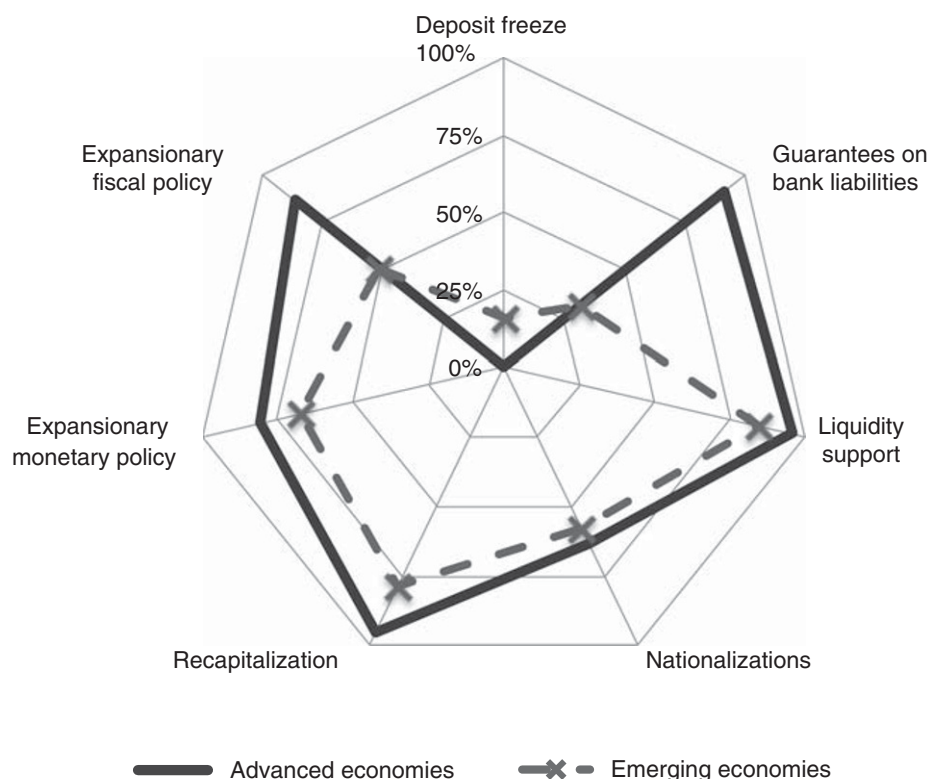 Deposit freeze
100%
75%
50%
25%
0%
Guarantees on
bank liabilities
Liquidity
support
Nationalizations
Recapitalization
Expansionary
monetary policy
Expansionary
fiscal policy
Advanced economies
Emerging economies